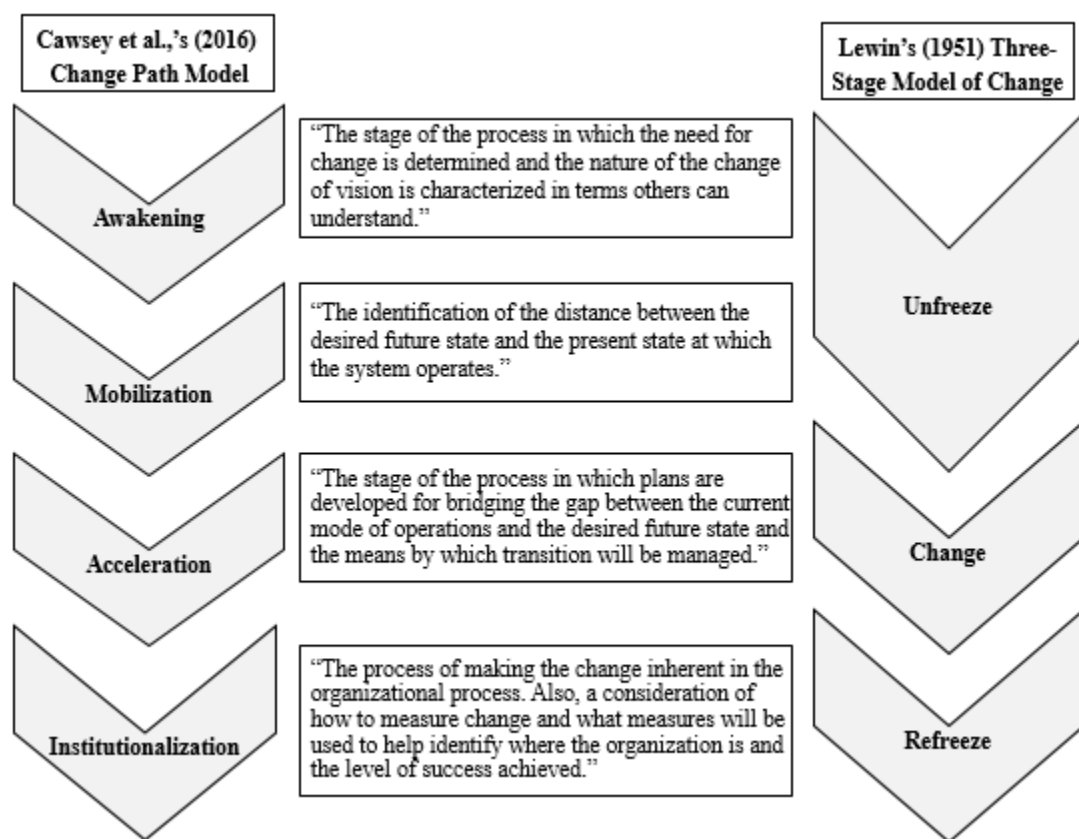 Cawsey et al.,’s (2016)
Change Path Model
Lewin’s (1951) Three-
Stage Model of Change
Awakening
“The stage of the process in which the need for
change is determined and the nature of the change
of vision is characterized in terms others can
understand.”
Unfreeze
Mobilization
“The identification of the distance between the
desired future state and the present state at which
the system operates.”
Acceleration
“The stage of the process in which plans are
developed for bridging the gap between the current
mode of operations and the desired future state and
the means by which transition will be managed.”
Change
Institutionalization
“The process of making the change inherent in the
organizational process. Also, a consideration of
how to measure change and what measures will be
used to help identify where the organization is and
the level of success achieved.”
Refreeze